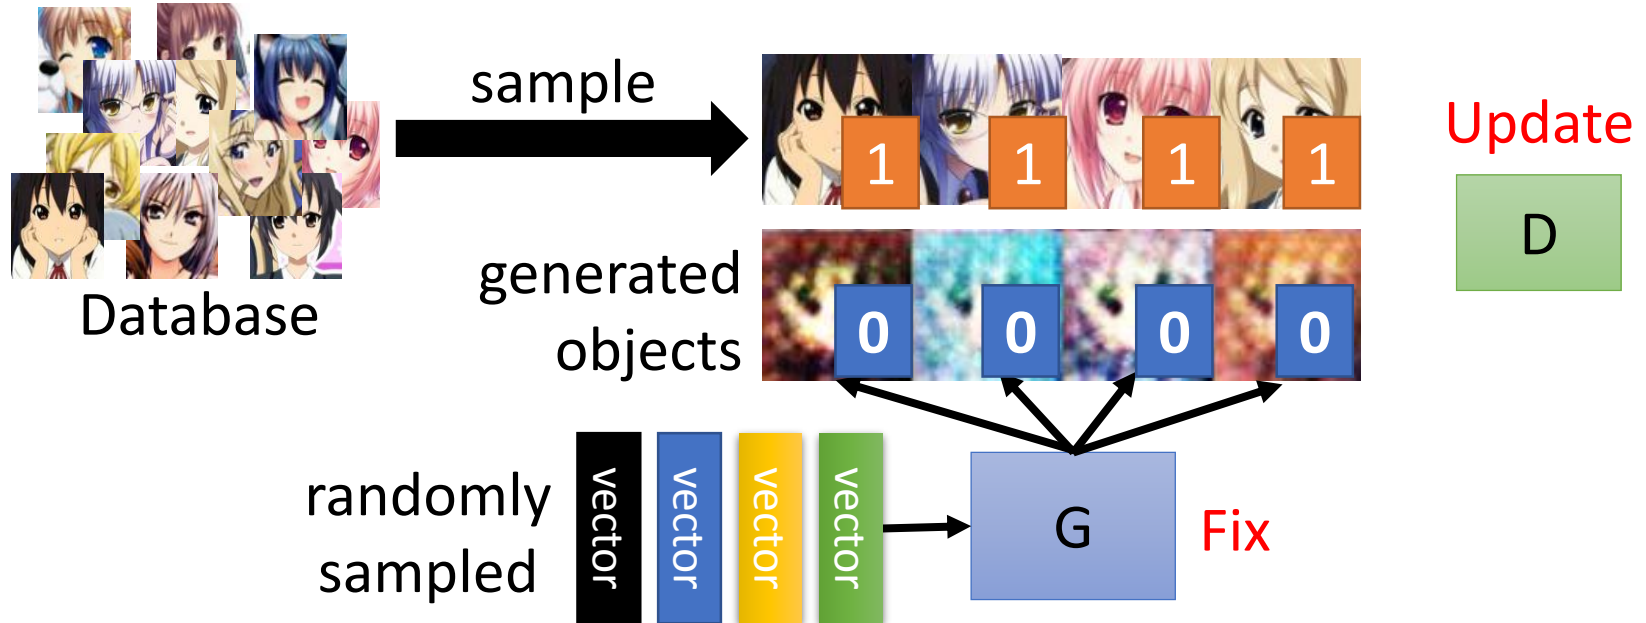 sample
Update
1 1 1 1
D
Database
generated
objects
0 0 0 0
randomly
sampled
vector vector vector vector
G
Fix